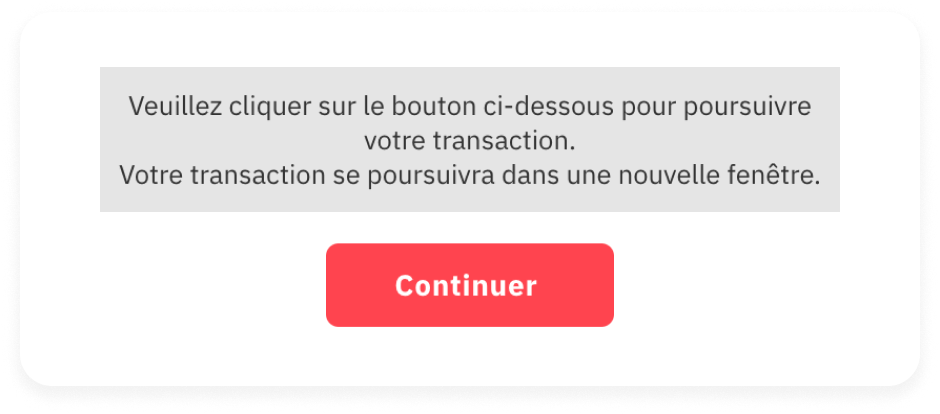 Veuillez cliquer sur le bouton ci-dessous pour poursuivre
votre transaction.
Votre transaction se poursuivra dans une nouvelle fenêtre.
Continuer